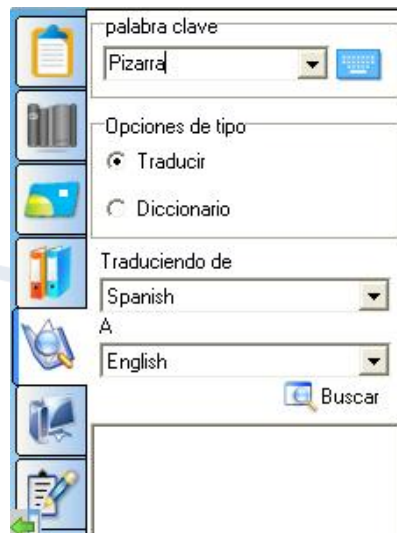 palabra clave
Pizarra
Opciones de tipo
Traducir
Diccionario
Traduciendo de
Spanish
A
English
Buscar